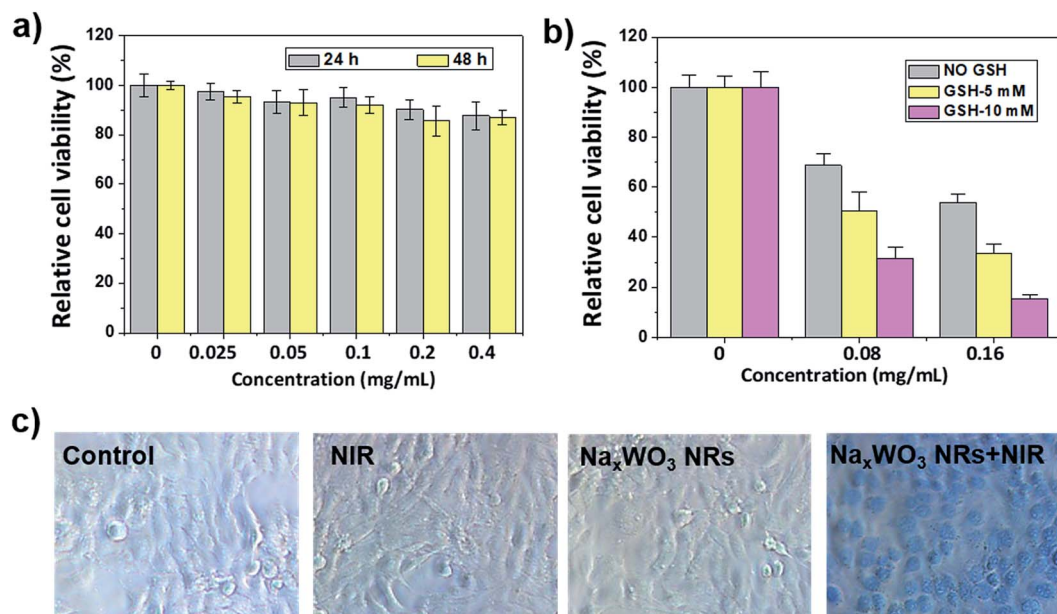 a)
Relative cell viability (%)
120
100
80
60
40
20
0
24 h 48 h
0 0.025 0.05 0.1 0.2 0.4
Concentration (mg/mL)
b)
Relative cell viability (%)
120
100
80
60
40
20
0
NO GSH
GSH-5 mM
GSH-10 mM
0 0.08 0.16
Concentration (mg/mL)
c)
Control NIR NaₓWO₃ NRs NaₓWO₃ NRs+NIR